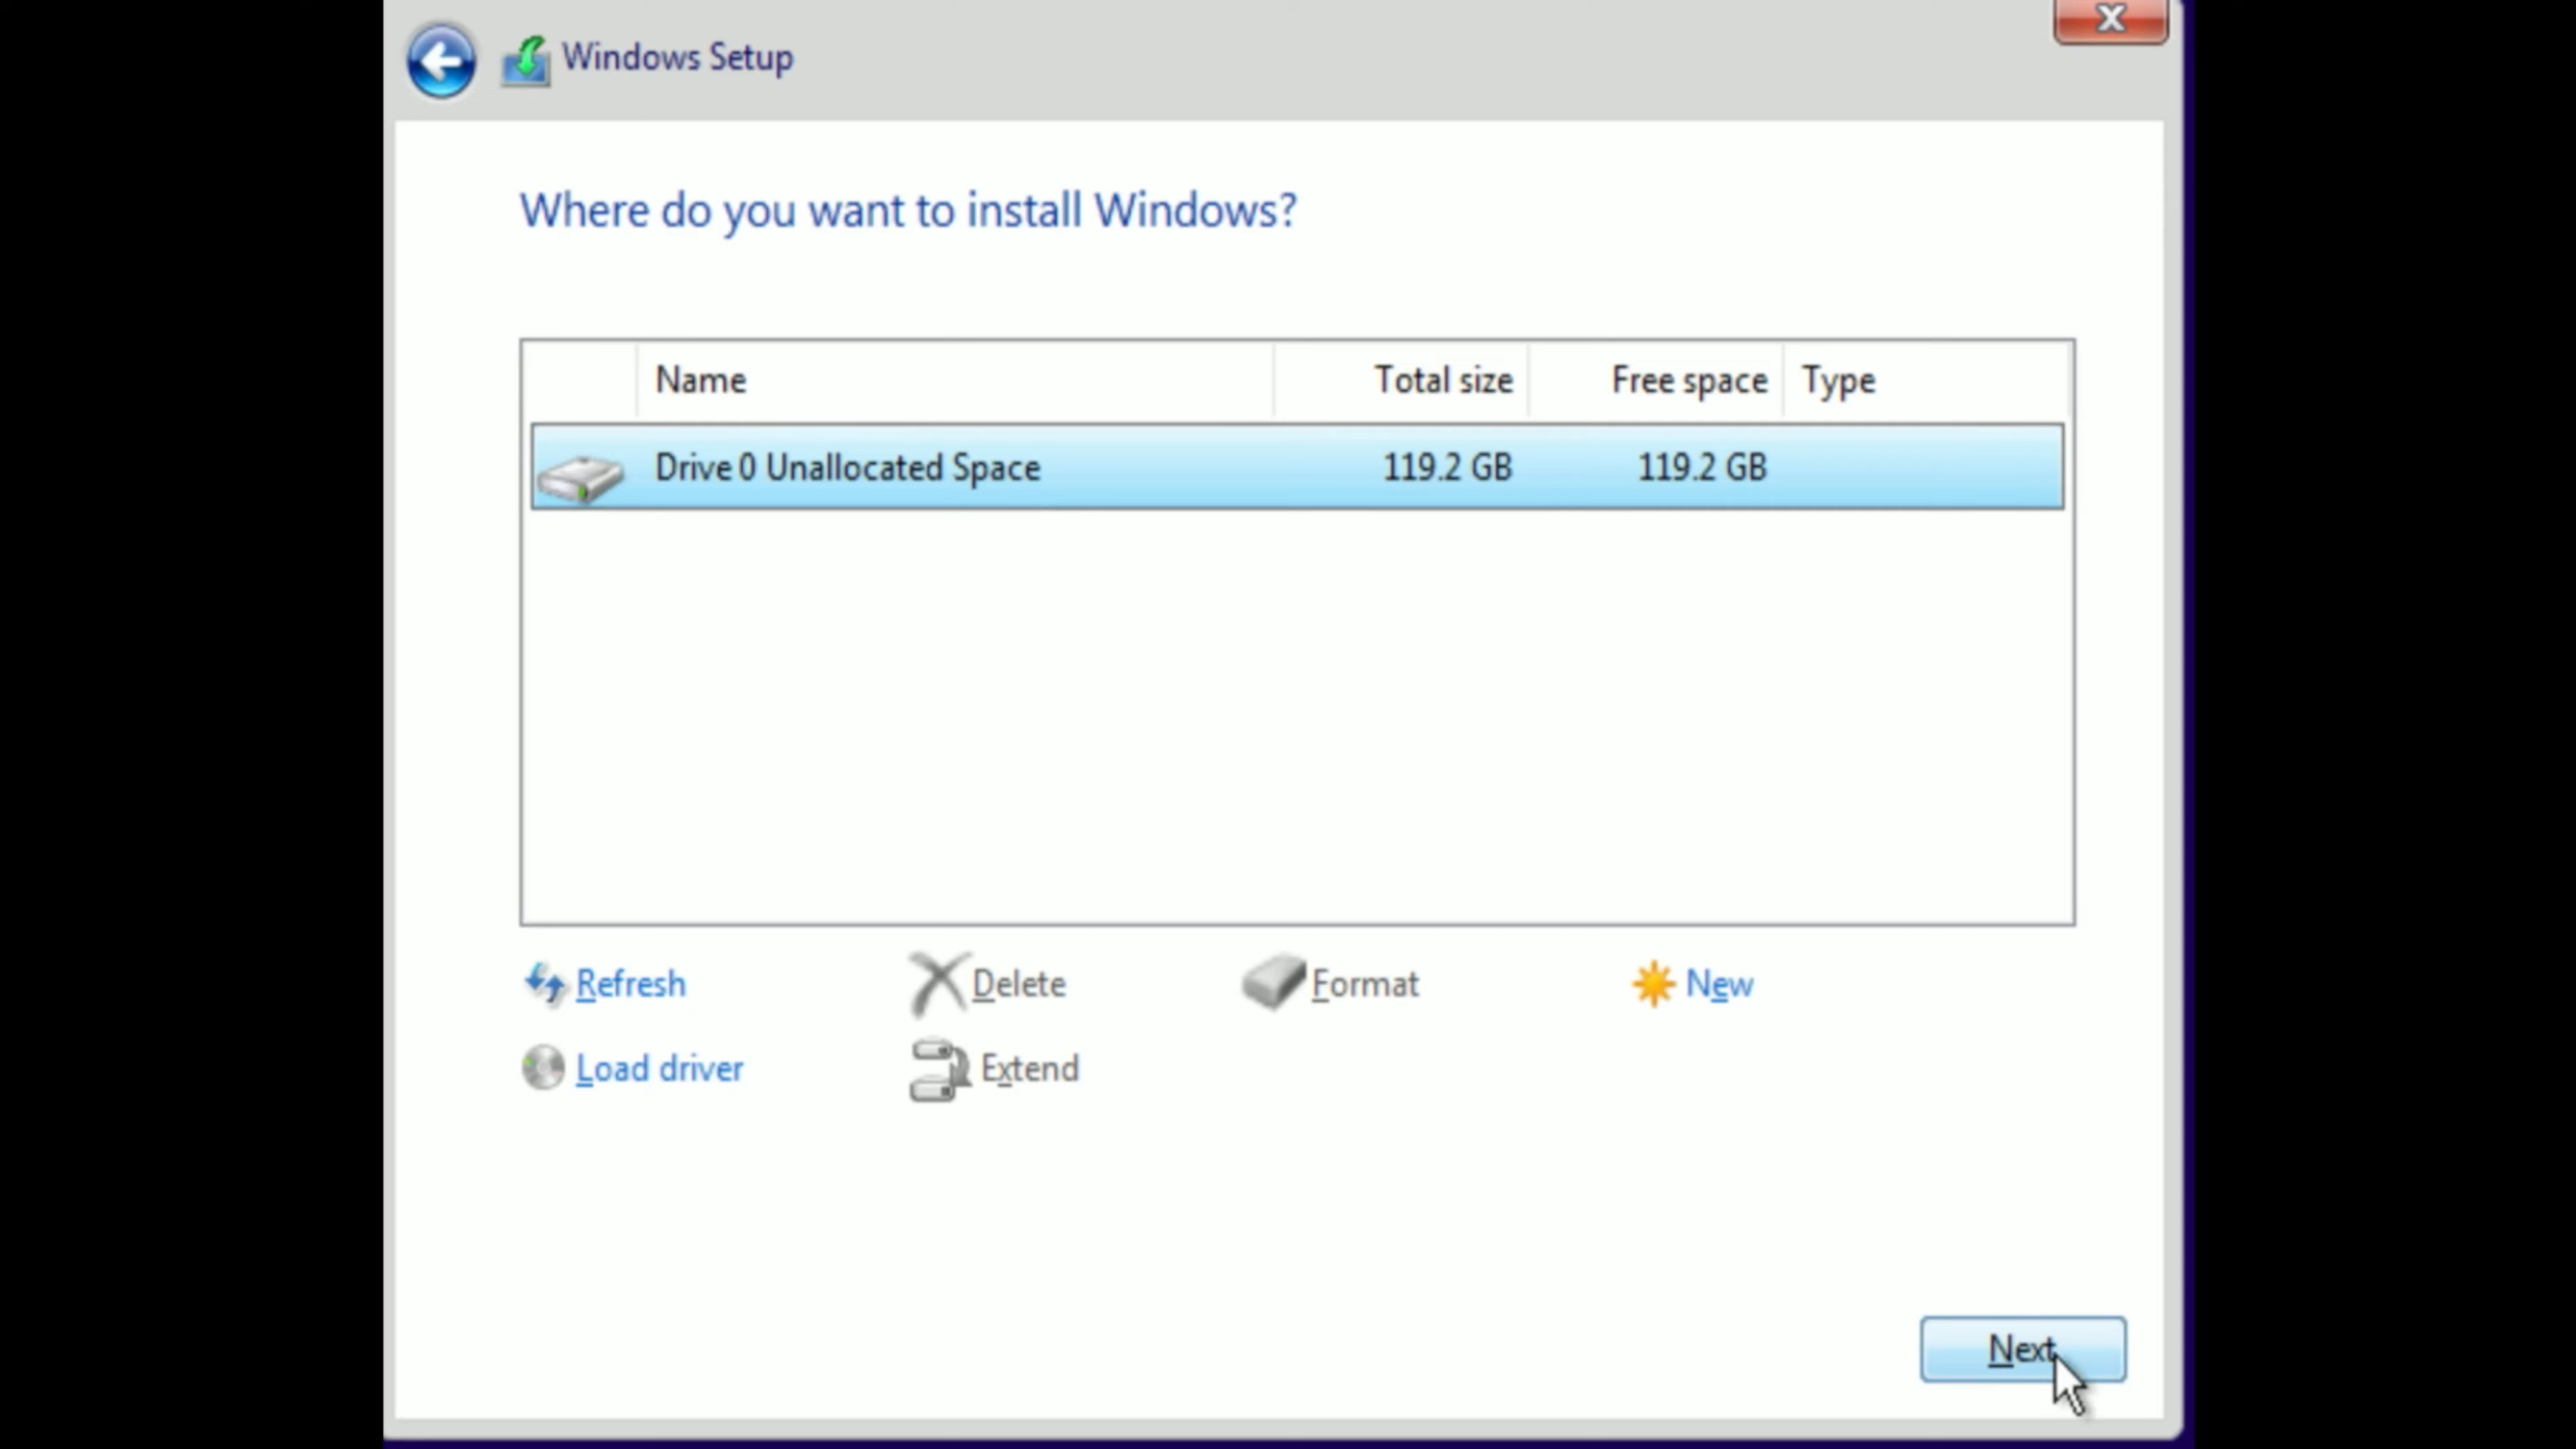 Windows Setup
Where do you want to install Windows?
Name Total size Free space Type
Drive 0 Unallocated Space 119.2 GB 119.2 GB
Refresh Delete Format New
Load driver Extend
Next